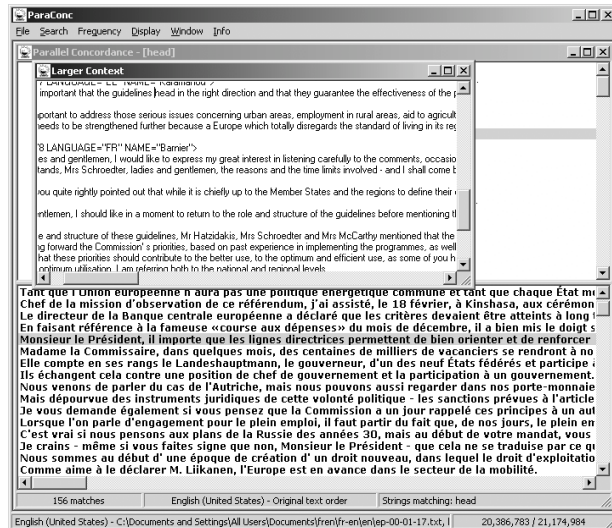 ParaConc
File Search Frequency Display Window Info
Parallel Concordance - [head]
Larger Context
LANGUAGE="EL" NAME="Karamanou">
important that the guidelines head in the right direction and that they guarantee the effectiveness of the
portant to address those serious issues concerning urban areas, employment in rural areas, aid to agricult
eeds to be strengthened further because a Europe which totally disregards the standard of living in its reg
78 LANGUAGE="FR" NAME="Barnier">
es and gentlemen, I would like to express my great interest in listening carefully to the comments, occasio
tands, Mrs Schroedter, ladies and gentlemen, the reasons and the time limits involved - and I shall come b
you quite rightly pointed out that while it is chiefly up to the Member States and the regions to define their
entlemen, I should like in a moment to return to the role and structure of the guidelines before mentioning
e and structure of these guidelines, Mr Hatzidakis, Mrs Schroedter and Mrs McCarthy mentioned that the
ng forward the Commission' s priorities, based on past experience in implementing the programmes, as well
hat these priorities should contribute to the better use, to the optimum and efficient use, as some of you h
optimum utilisation. I am referring both to the national and regional levels.
Tant que l'Union européenne n'aura pas une politique énergétique commune et tant que chaque État
Chef de la mission d'observation de ce référendum, j'ai assisté, le 18 février, à Kinshasa, aux cérémon
Le directeur de la Banque centrale européenne a déclaré que les critères devaient être atteints à long
En faisant référence à la fameuse «course aux dépenses» du mois de décembre, il a bien mis le doigt s
Monsieur le Président, il importe que les lignes directrices permettent de bien orienter et de renforcer
Madame la Commissaire, dans quelques mois, des centaines de milliers de vacanciers se rendront à no
Elle compte en ses rangs le Landeshauptmann, le gouverneur, d'un des neuf États fédérés et participe
Ils échangent cela contre une position de chef de gouvernement et la participation à un gouvernement.
Nous venons de parler du cas de l'Autriche, mais nous pouvons aussi regarder dans nos porte-monnaie
Mais dépourvue des instruments juridiques de cette volonté politique - les sanctions prévues à l'article
Je vous demande également si vous pensez que la Commission a un jour rappelé ces principes à un aut
Lorsque l'on parle d'engagement pour le plein emploi, il faut partir du fait que, de nos jours, le plein em
C'est vrai si nous pensons aux plans de la Russie des années 30, mais au début de votre mandat, vous
Je crains - même si vous faites signe que non, Monsieur le Président - que cela ne se traduise par ce qu
Nous sommes au début d' une époque de création d' un droit nouveau, dans lequel le droit d'exploitatio
Comme aime à le déclarer M. Liikanen, l'Europe est en avance dans le secteur de la mobilité.
156 matches English (United States) - Original text order Strings matching: head
English (United States) - C:\Documents and Settings\All Users\Documents\fren\fr-en\en\ep-00-01-17.txt, 20,386,783 / 21,174,984